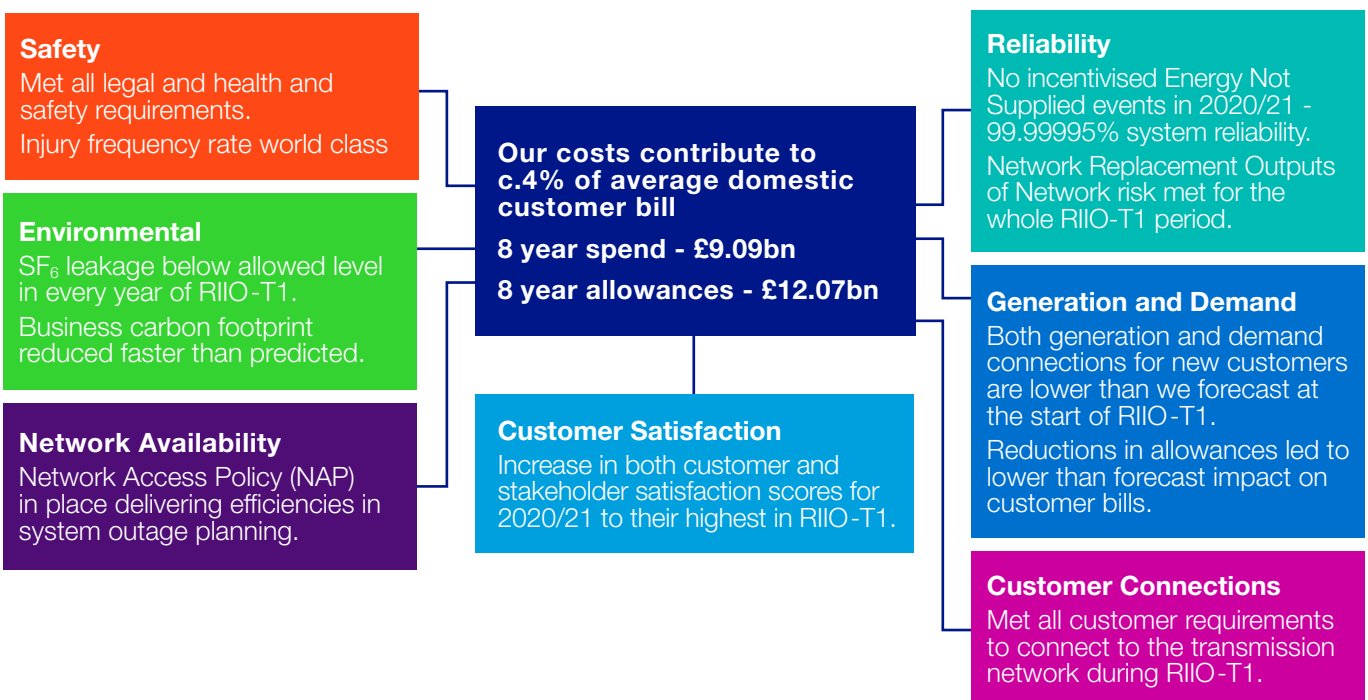 Safety
Met all legal and health and
safety requirements.
Injury frequency rate world class
Environmental
SF₆ leakage below allowed level
in every year of RIIO-T1.
Business carbon footprint
reduced faster than predicted.
Network Availability
Network Access Policy (NAP)
in place delivering efficiencies in
system outage planning.
Our costs contribute to
c.4% of average domestic
customer bill
8 year spend - £9.09bn
8 year allowances - £12.07bn
Customer Satisfaction
Increase in both customer and
stakeholder satisfaction scores for
2020/21 to their highest in RIIO-T1.
Reliability
No incentivised Energy Not
Supplied events in 2020/21 -
99.99995% system reliability.
Network Replacement Outputs
of Network risk met for the
whole RIIO-T1 period.
Generation and Demand
Both generation and demand
connections for new customers
are lower than we forecast at
the start of RIIO-T1.
Reductions in allowances led to
lower than forecast impact on
customer bills.
Customer Connections
Met all customer requirements
to connect to the transmission
network during RIIO-T1.